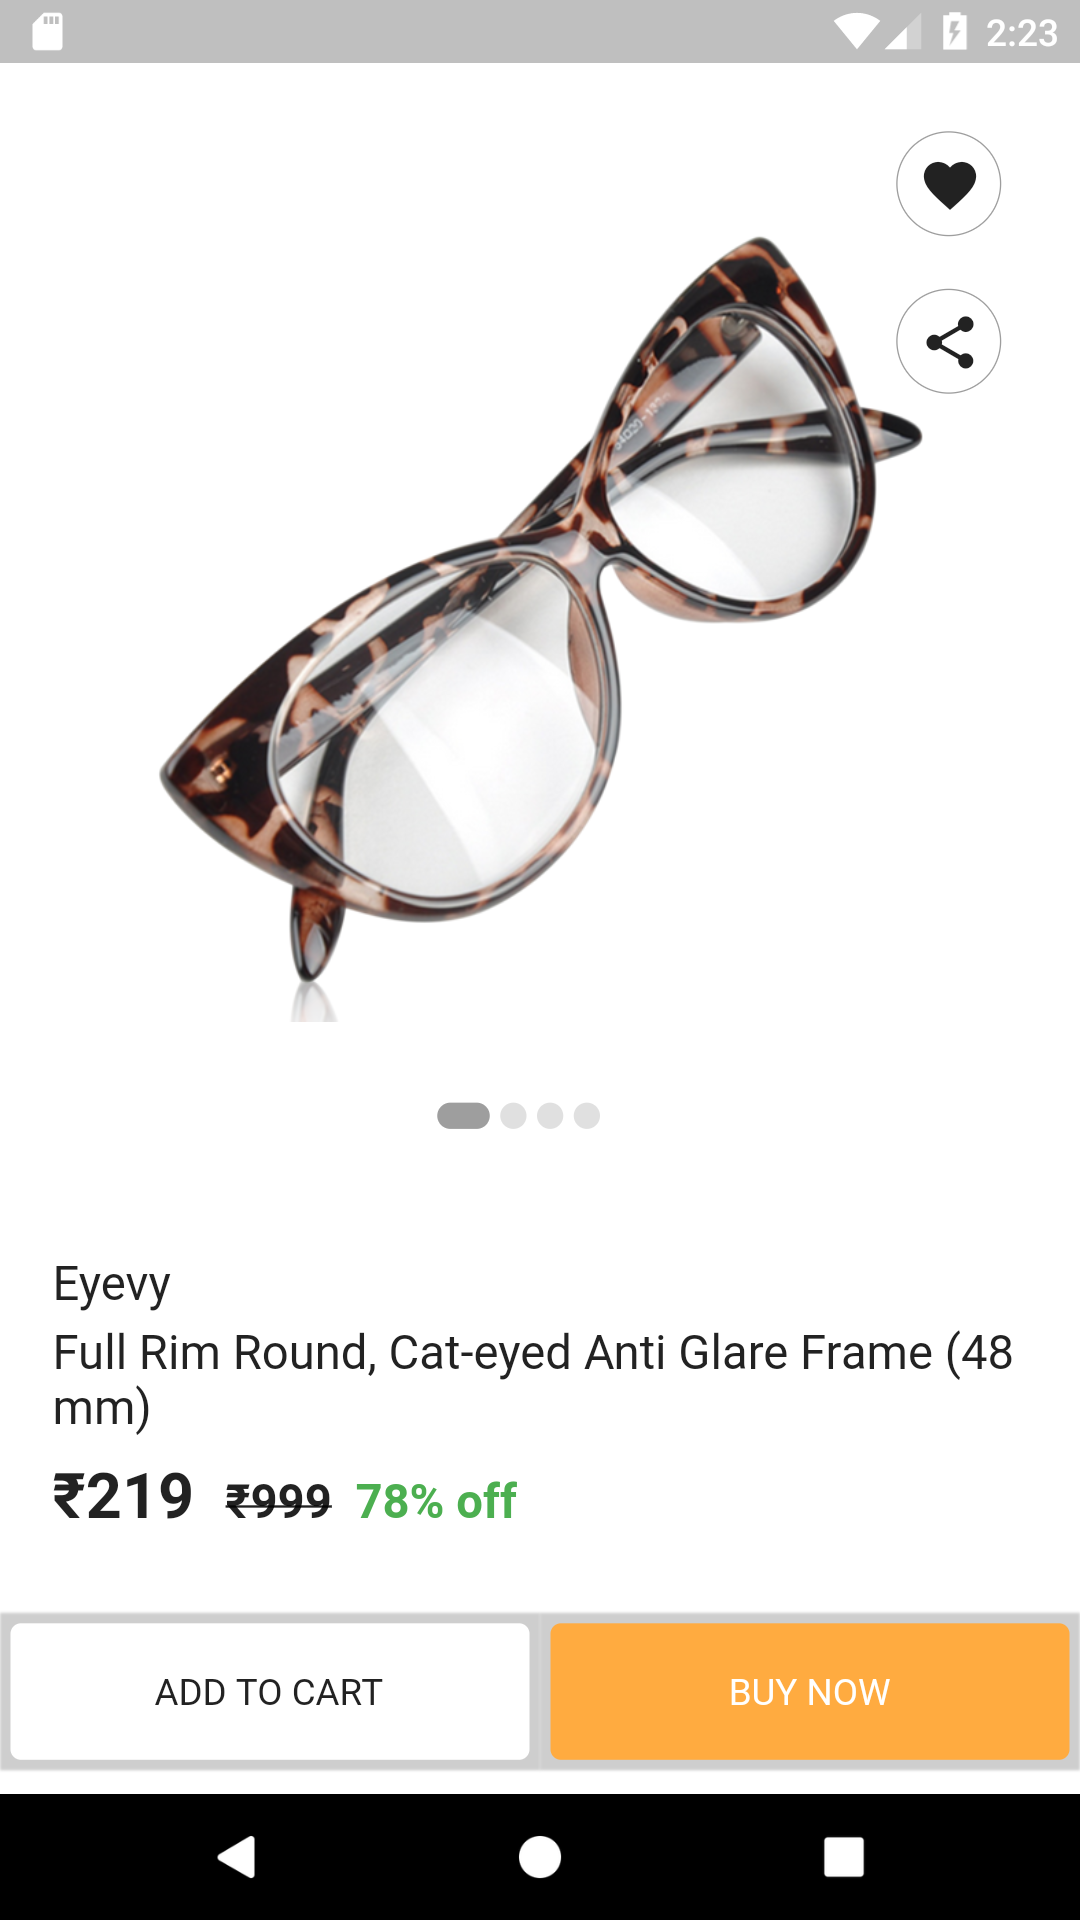 2:23
Eyevy
Full Rim Round, Cat-eyed Anti Glare Frame (48
mm)
₹219 ₹999 78% off
ADD TO CART
BUY NOW